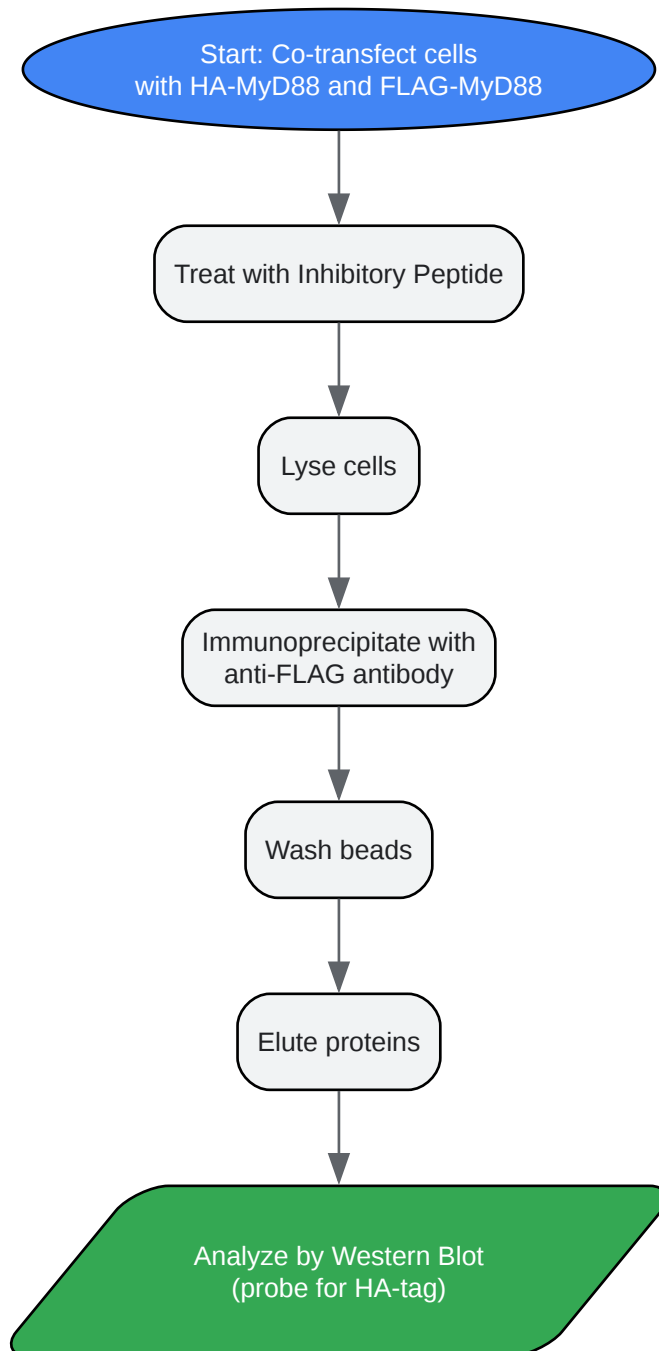 Start: Co-transfect cells
with HA-MyD88 and FLAG-MyD88
Treat with Inhibitory Peptide
Lyse cells
Immunoprecipitate with
anti-FLAG antibody
Wash beads
Elute proteins
Analyze by Western Blot
(probe for HA-tag)